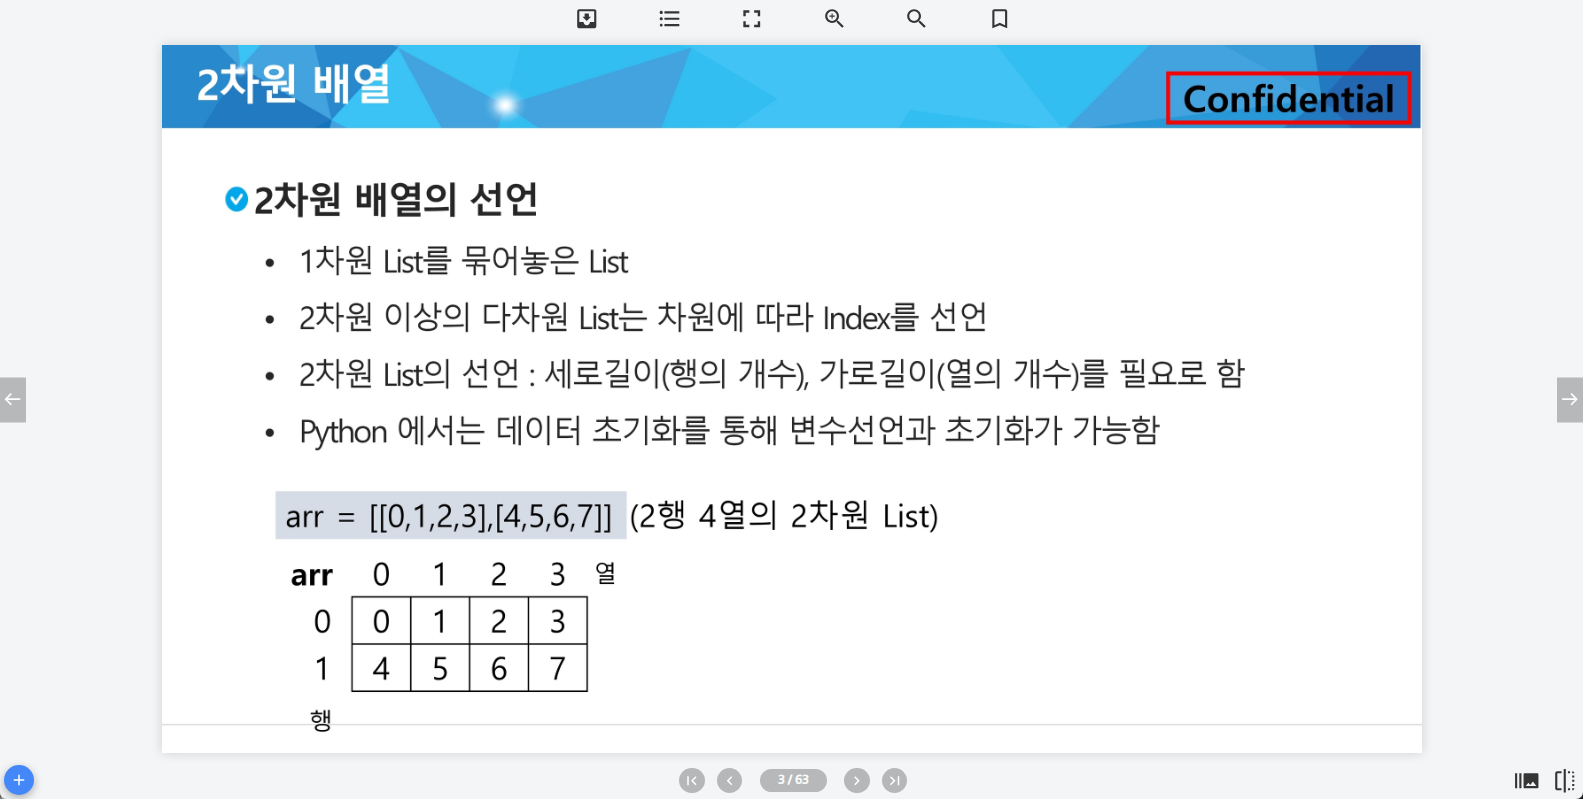 2차원 배열
Confidential
2차원 배열의 선언
• 1차원 List를 묶어놓은 List
• 2차원 이상의 다차원 List는 차원에 따라 Index를 선언
• 2차원 List의 선언 : 세로길이(행의 개수), 가로길이(열의 개수)를 필요로 함
• Python 에서는 데이터 초기화를 통해 변수선언과 초기화가 가능함
arr = [[0,1,2,3],[4,5,6,7]] (2행 4열의 2차원 List)
arr 0 1 2 3 열
0 0 1 2 3
1 4 5 6 7
행
3 / 63